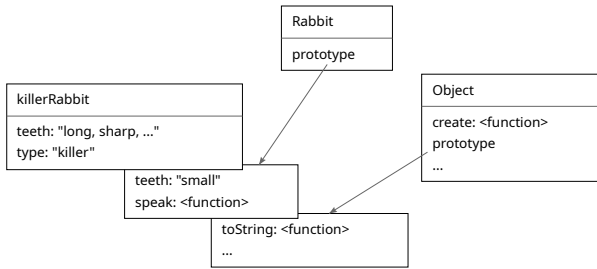 Rabbit
prototype
killerRabbit
teeth: "long, sharp, ..."
type: "killer"
Object
create: <function>
prototype
...
teeth: "small"
speak: <function>
toString: <function>
...